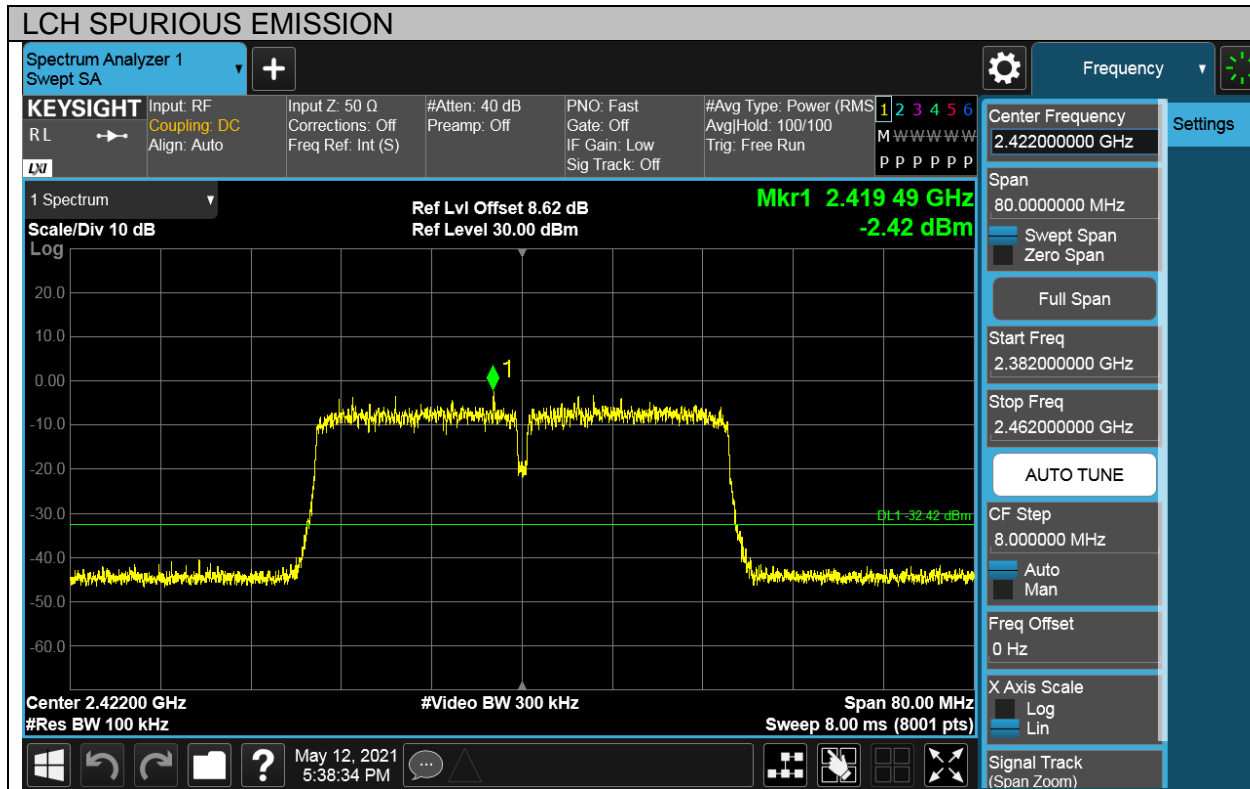 LCH SPURIOUS EMISSION
Spectrum Analyzer 1
Swept SA
Frequency
KEYSIGHT
RL
LXI
Input: RF
Coupling: DC
Align: Auto
Input Z: 50 Ω
Corrections: Off
Freq Ref: Int (S)
#Atten: 40 dB
Preamp: Off
PNO: Fast
Gate: Off
IF Gain: Low
Sig Track: Off
#Avg Type: Power (RMS
Avg|Hold: 100/100
Trig: Free Run
1 2 3 4 5 6
M W W W W W
P P P P P P
1 Spectrum
Scale/Div 10 dB
Ref Lvl Offset 8.62 dB
Ref Level 30.00 dBm
Mkr1 2.419 49 GHz
-2.42 dBm
Log
20.0
10.0
0.00
-10.0
-20.0
-30.0
-40.0
-50.0
-60.0
1
DL1 -32.42 dBm
Center 2.42200 GHz
#Res BW 100 kHz
#Video BW 300 kHz
Span 80.00 MHz
Sweep 8.00 ms (8001 pts)
?
May 12, 2021
5:38:34 PM
Center Frequency
2.422000000 GHz
Settings
Span
80.0000000 MHz
Swept Span
Zero Span
Full Span
Start Freq
2.382000000 GHz
Stop Freq
2.462000000 GHz
AUTO TUNE
CF Step
8.000000 MHz
Auto
Man
Freq Offset
0 Hz
X Axis Scale
Log
Lin
Signal Track
(Span Zoom)